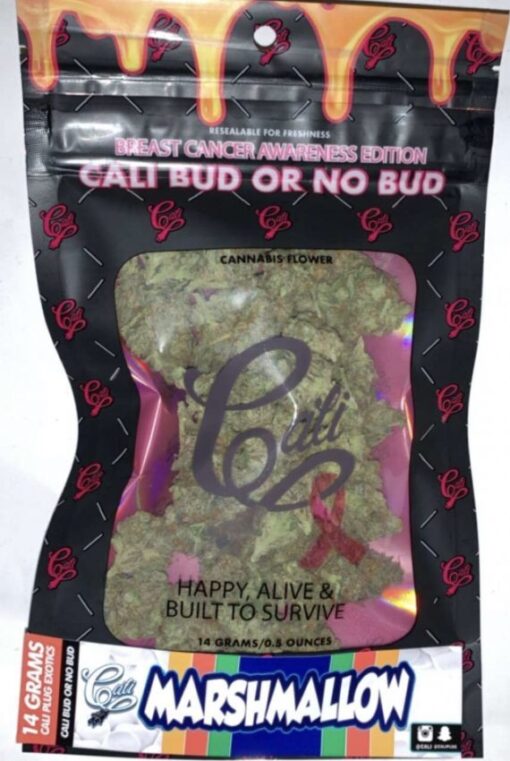 RESEALABLE FOR FRESHNESS
BREAST CANCER AWARENESS EDITION
CALI BUD OR NO BUD
CANNABIS FLOWER
Cali
HAPPY, ALIVE &
BUILT TO SURVIVE
14 GRAMS/0.5 OUNCES
14 GRAMS
CALI PLUG EXOTICS
CALI BUD OR NO BUD
Cali
MARSHMALLOW